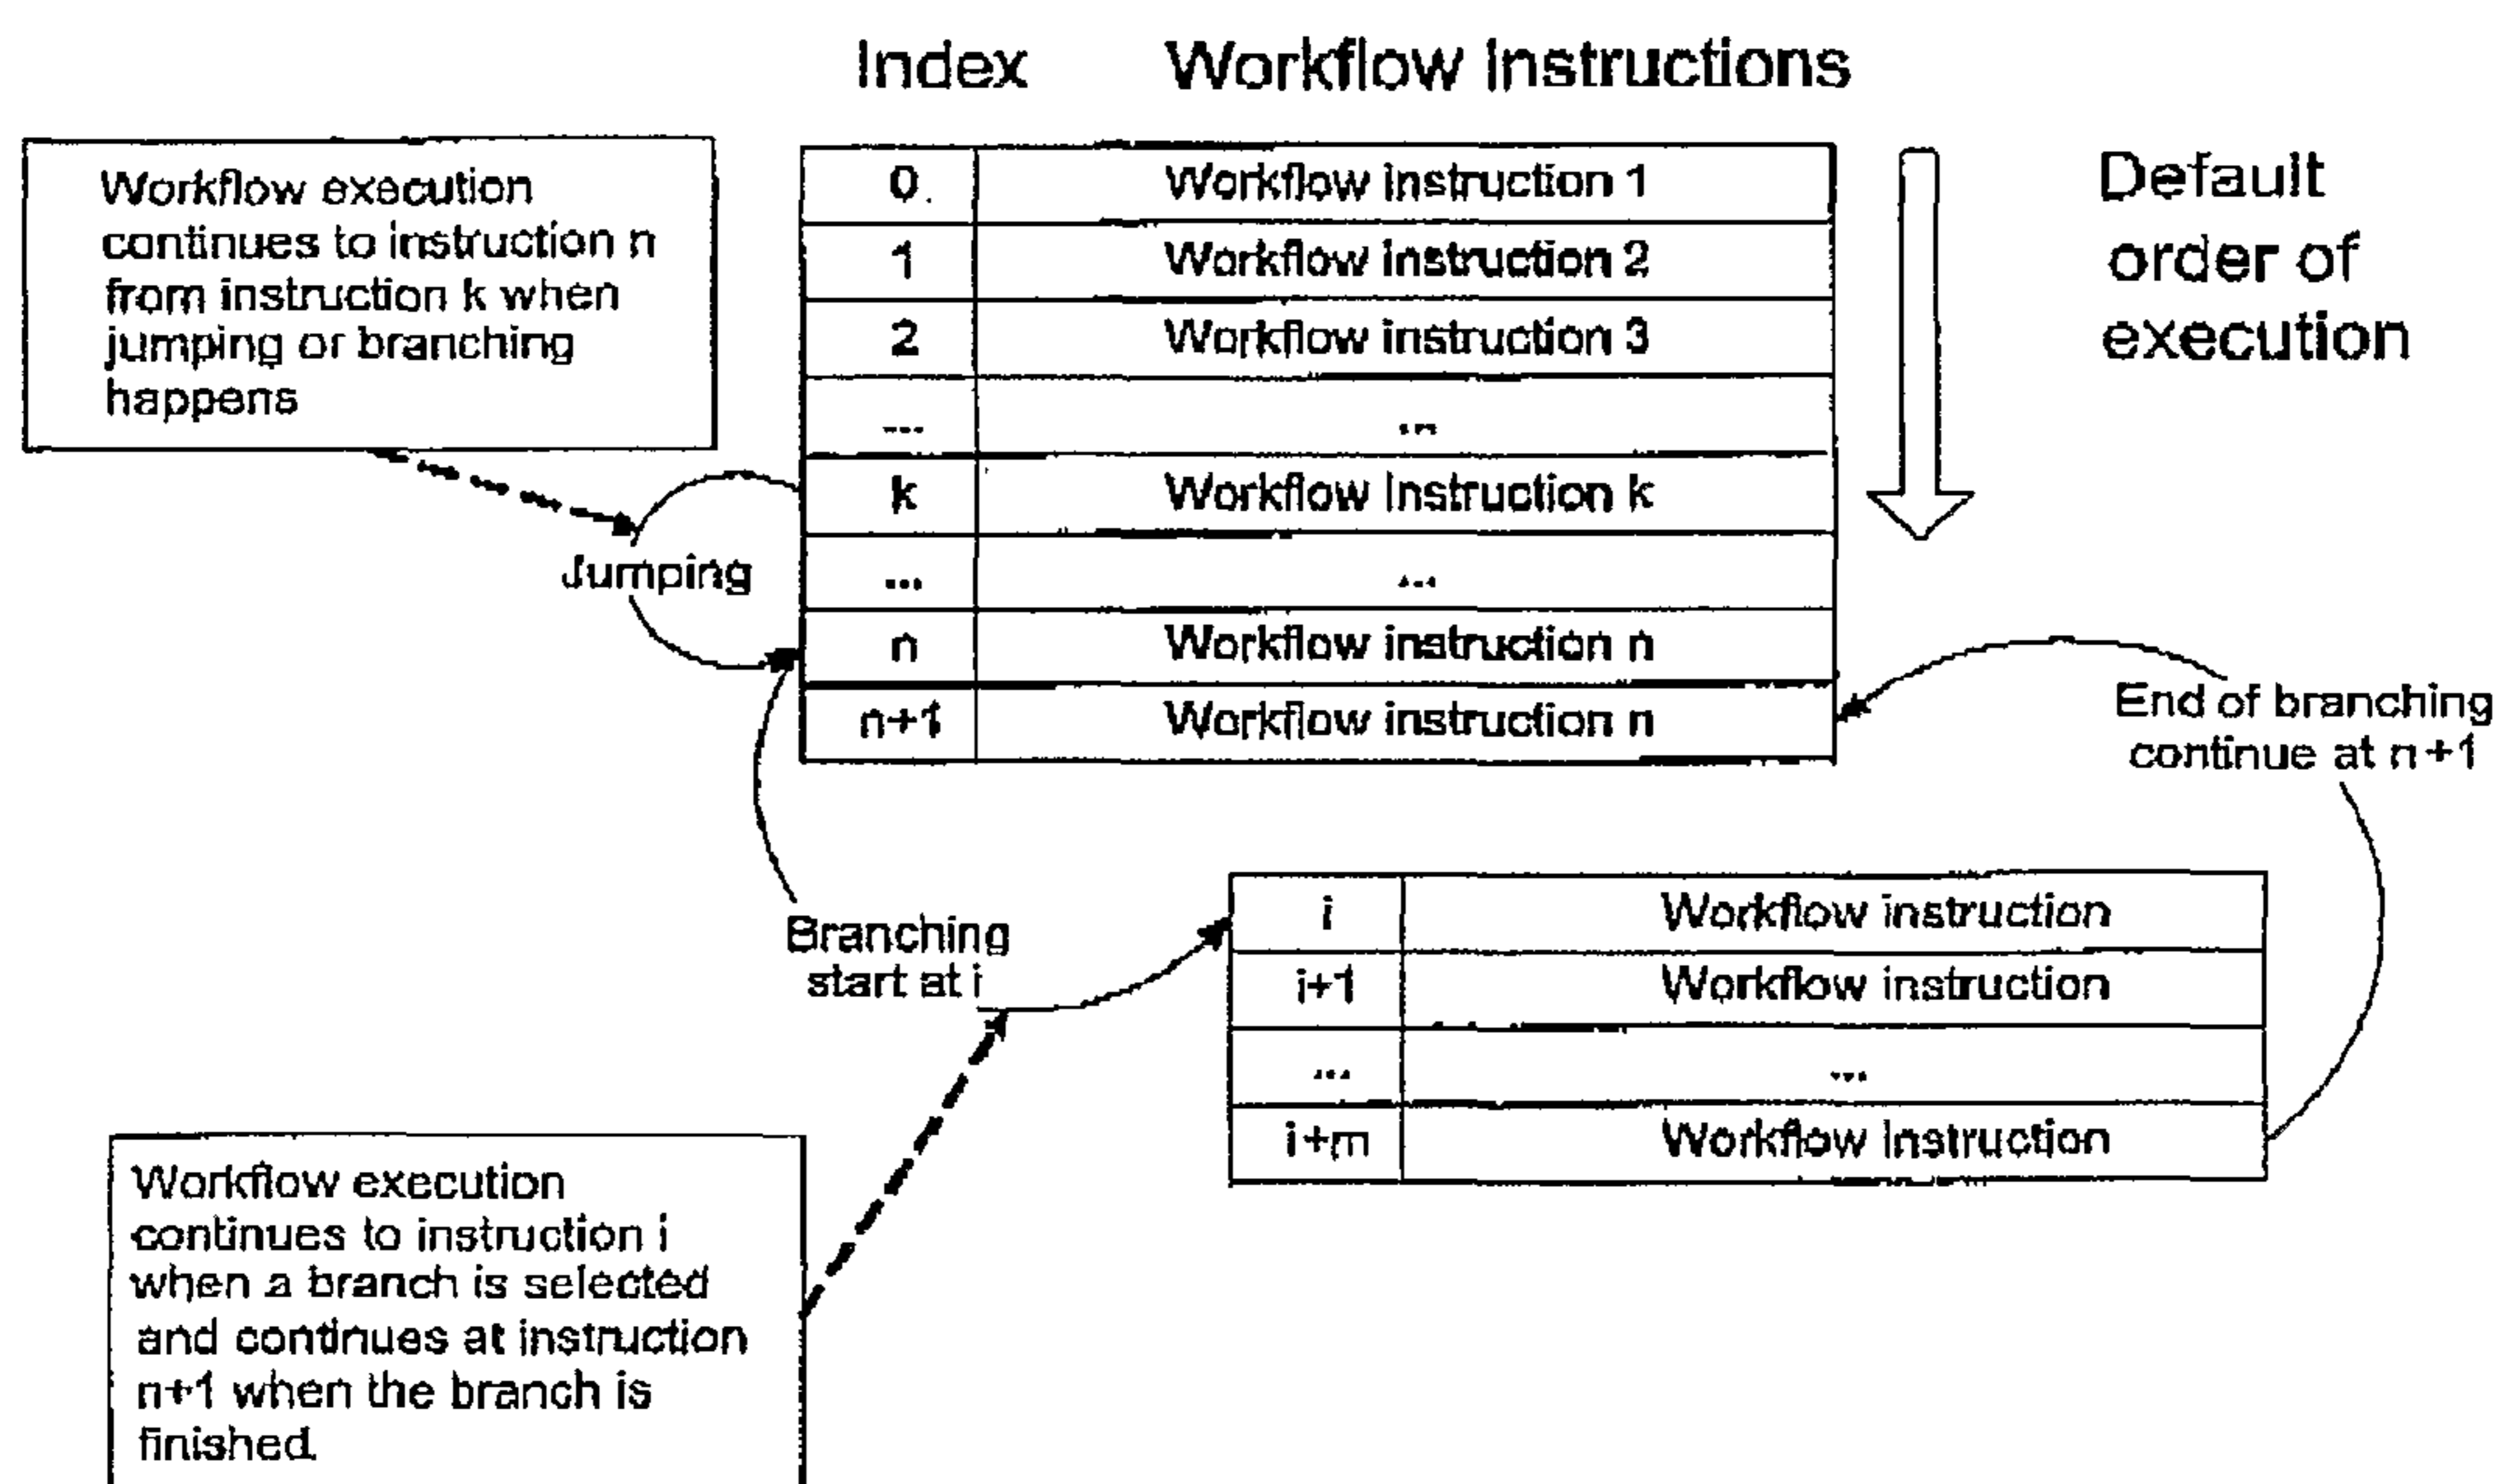 Index Workflow Instructions
Workflow execution
continues to instruction n
from instruction k when
jumping or branching
happens
0. Workflow instruction 1
1 Workflow instruction 2
2 Workflow instruction 3
... ...
k Workflow Instruction k
... ...
n Workflow instruction n
n+1 Workflow instruction n
Default
order of
execution
Jumping
End of branching
continue at n+1
Branching
start at i
i Workflow instruction
i+1 Workflow instruction
... ...
i+m Workflow Instruction
Workflow execution
continues to instruction i
when a branch is selected
and continues at instruction
n+1 when the branch is
finished.